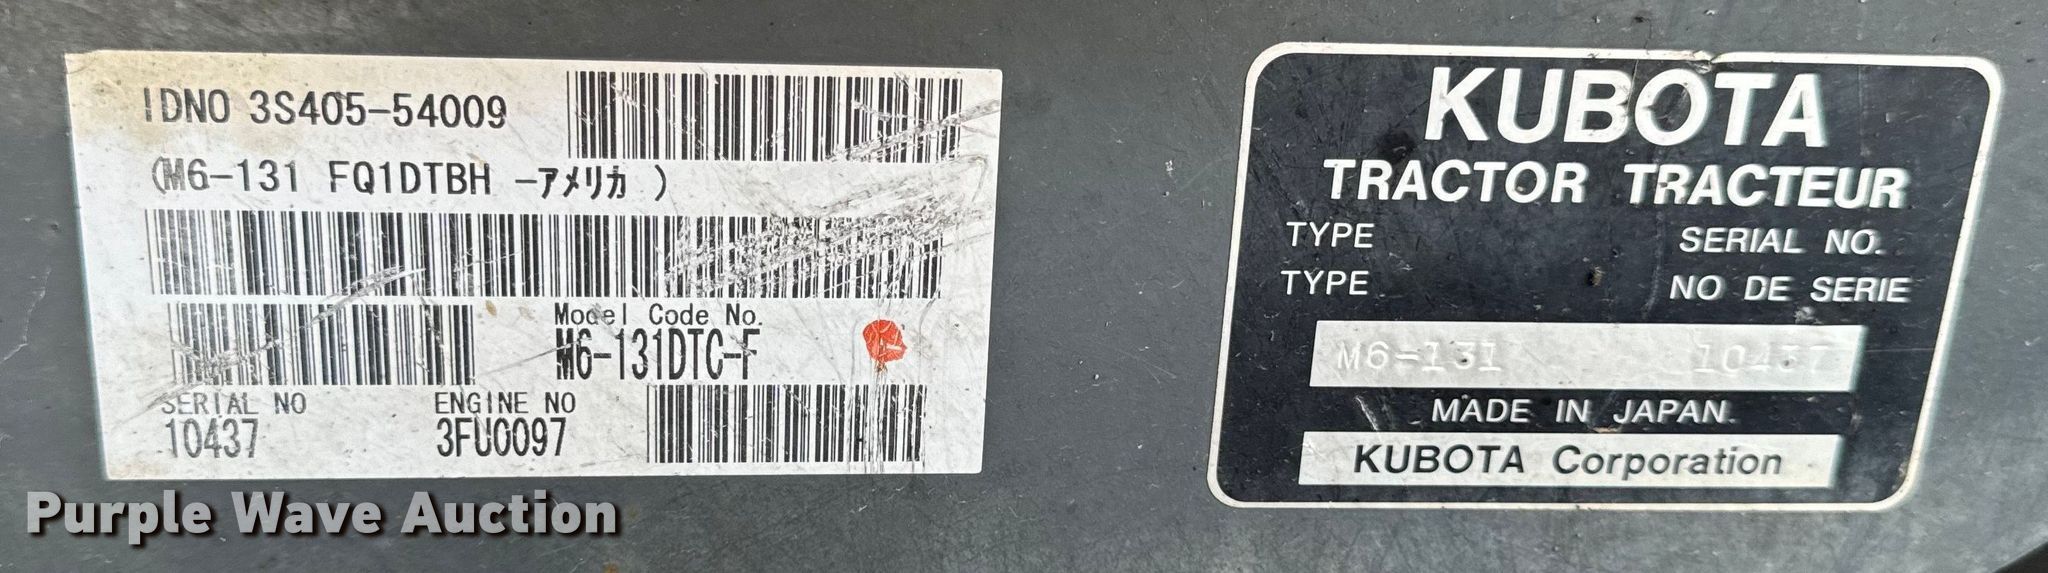 IDNO 3S405-54009
(M6-131 FQ1DTBH -アメリカ )
Model Code No.
M6-131DTC-F
SERIAL NO
10437
ENGINE NO
3FU0097
KUBOTA
TRACTOR TRACTEUR
TYPE SERIAL NO.
TYPE NO DE SERIE
M6-131 10437
MADE IN JAPAN.
KUBOTA Corporation
Purple Wave Auction